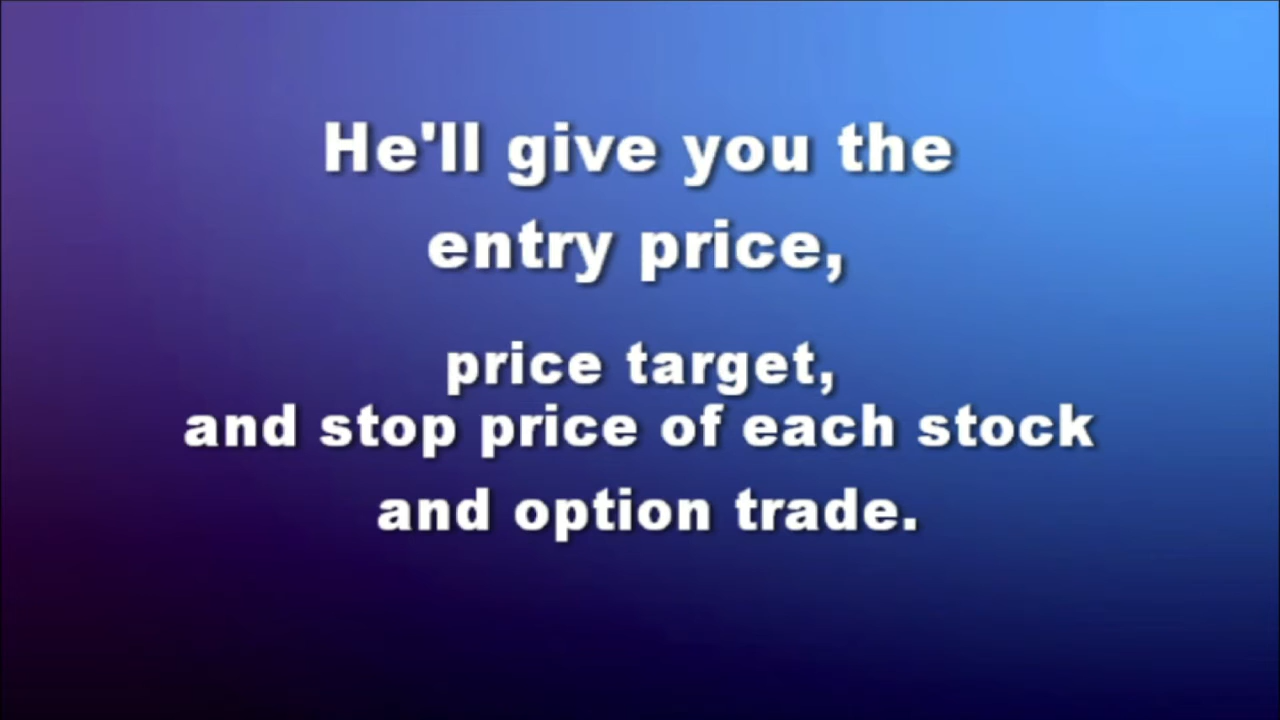 He'll give you the
entry price,
price target,
and stop price of each stock
and option trade.